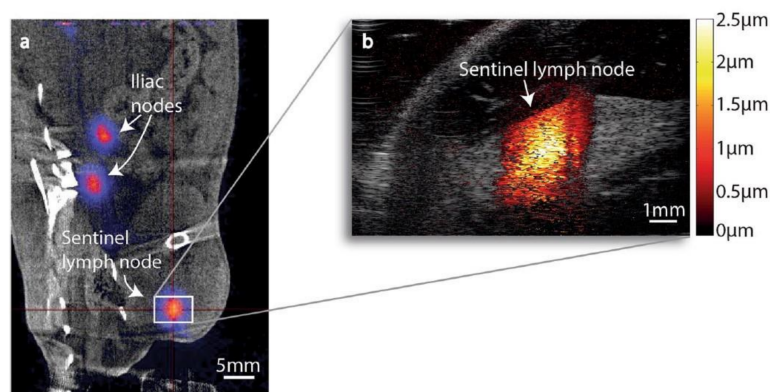 a
Iliac
nodes
Sentinel
lymph node
5mm
b
Sentinel lymph node
1mm
2.5µm
2µm
1.5µm
1µm
0.5µm
0µm